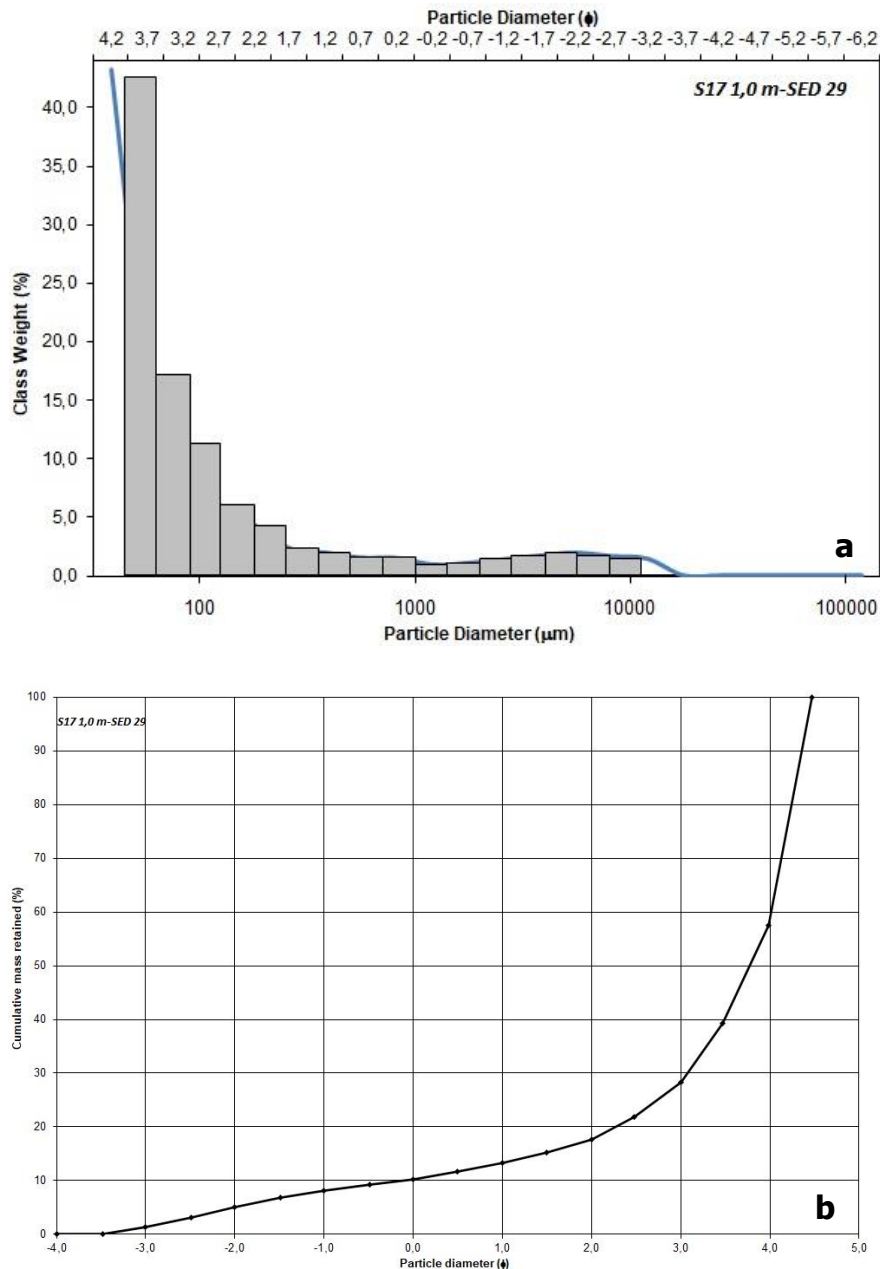 Particle Diameter (ϕ)
4,2 3,7 3,2 2,7 2,2 1,7 1,2 0,7 0,2 -0,2 -0,7 -1,2 -1,7 -2,2 -2,7 -3,2 -3,7 -4,2 -4,7 -5,2 -5,7 -6,2
S17 1,0 m-SED 29
40,0
35,0
30,0
25,0
20,0
15,0
10,0
5,0
0,0
Class Weight (%)
a
100 1000 10000 100000
Particle Diameter (μm)
S17 1,0 m-SED 29
100
90
80
70
60
50
40
30
20
10
0
Cumulative mass retained (%)
b
-4,0 -3,0 -2,0 -1,0 0,0 1,0 2,0 3,0 4,0 5,0
Particle diameter (ϕ)